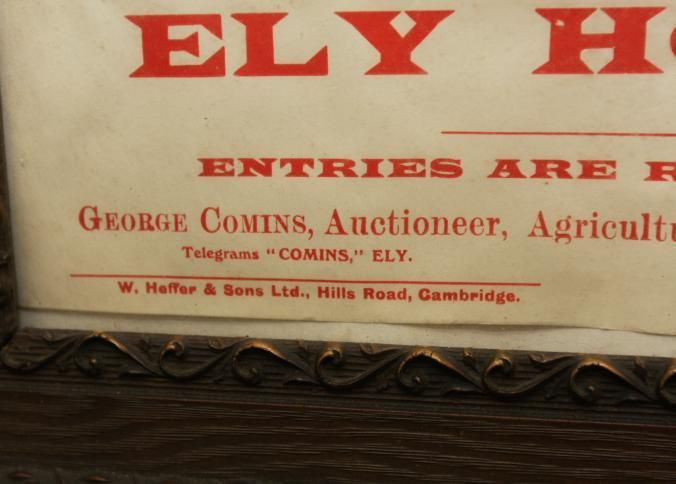 ELY
ENTRIES ARE
GEORGE COMINS, Auctioneer,
Telegrams "COMINS," ELY.
W. Heffer & Sons Ltd., Hills Road, Cambridge.